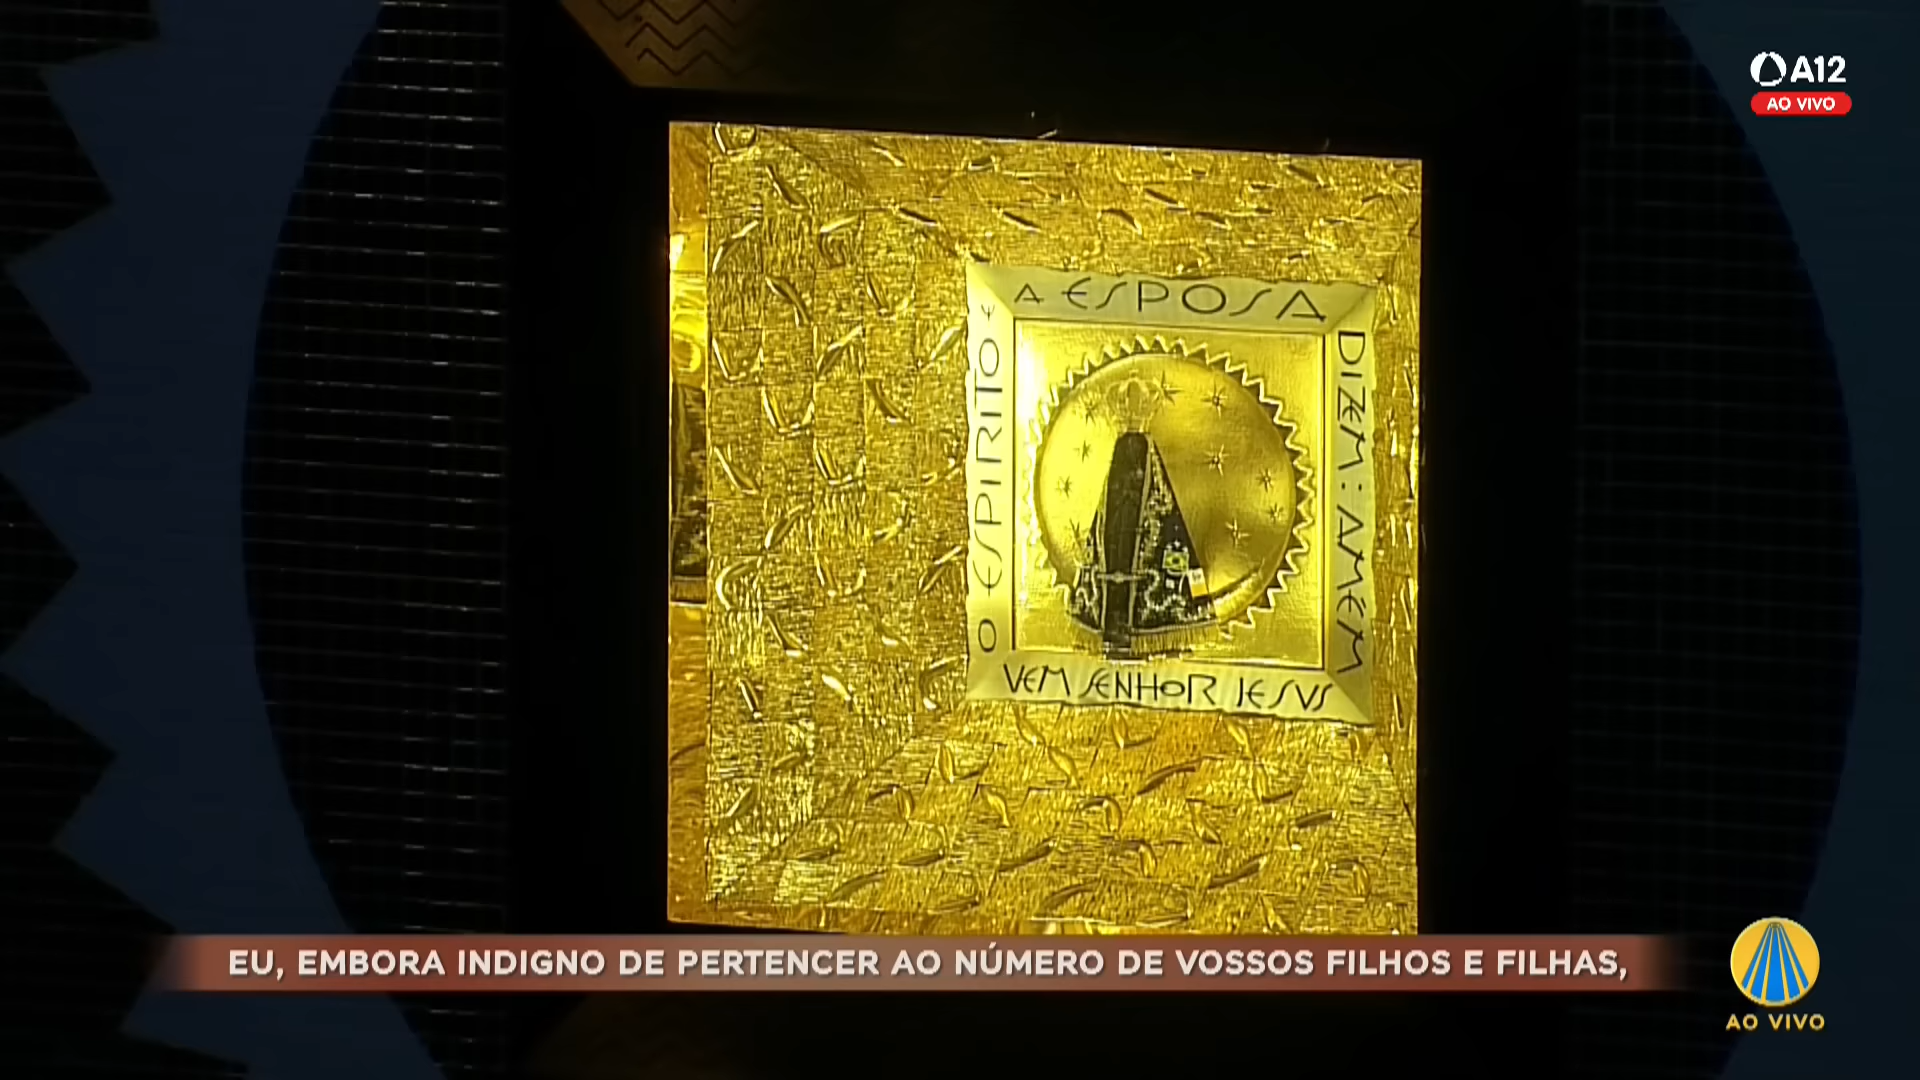 A12
AO VIVO
O ESPIRITO E
A ESPOSA
DIZEM: AMÉM
VEM SENHOR JESUS
EU, EMBORA INDIGNO DE PERTENCER AO NÚMERO DE VOSSOS FILHOS E FILHAS,
AO VIVO